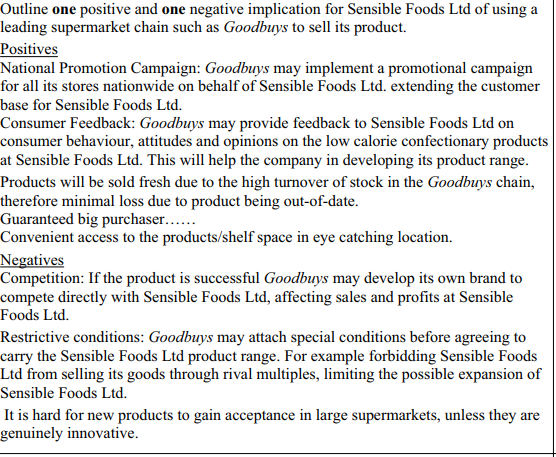 Outline one positive and one negative implication for Sensible Foods Ltd of using a
leading supermarket chain such as Goodbuys to sell its product.
Positives
National Promotion Campaign: Goodbuys may implement a promotional campaign
for all its stores nationwide on behalf of Sensible Foods Ltd. extending the customer
base for Sensible Foods Ltd.
Consumer Feedback: Goodbuys may provide feedback to Sensible Foods Ltd on
consumer behaviour, attitudes and opinions on the low calorie confectionary products
at Sensible Foods Ltd. This will help the company in developing its product range.
Products will be sold fresh due to the high turnover of stock in the Goodbuys chain,
therefore minimal loss due to product being out-of-date.
Guaranteed big purchaser……
Convenient access to the products/shelf space in eye catching location.
Negatives
Competition: If the product is successful Goodbuys may develop its own brand to
compete directly with Sensible Foods Ltd, affecting sales and profits at Sensible
Foods Ltd.
Restrictive conditions: Goodbuys may attach special conditions before agreeing to
carry the Sensible Foods Ltd product range. For example forbidding Sensible Foods
Ltd from selling its goods through rival multiples, limiting the possible expansion of
Sensible Foods Ltd.
It is hard for new products to gain acceptance in large supermarkets, unless they are
genuinely innovative.